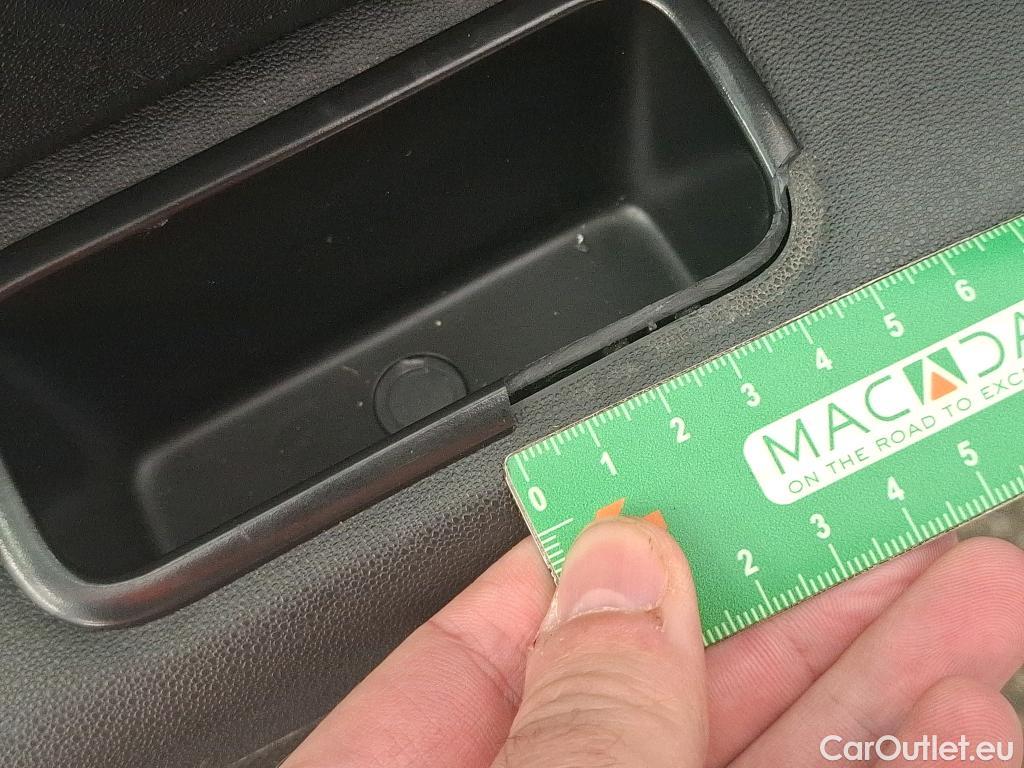 0 1 2 3 4 5 6
MACADA
ON THE ROAD TO EXC
2 3 4 5
CarOutlet.eu